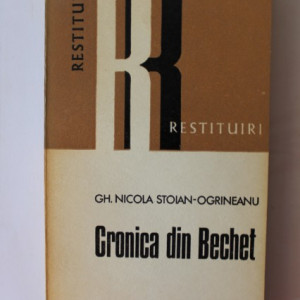 RESTITU
RESTITUIRI
GH. NICOLA STOIAN-OGRINEANU
Cronica din Bechet